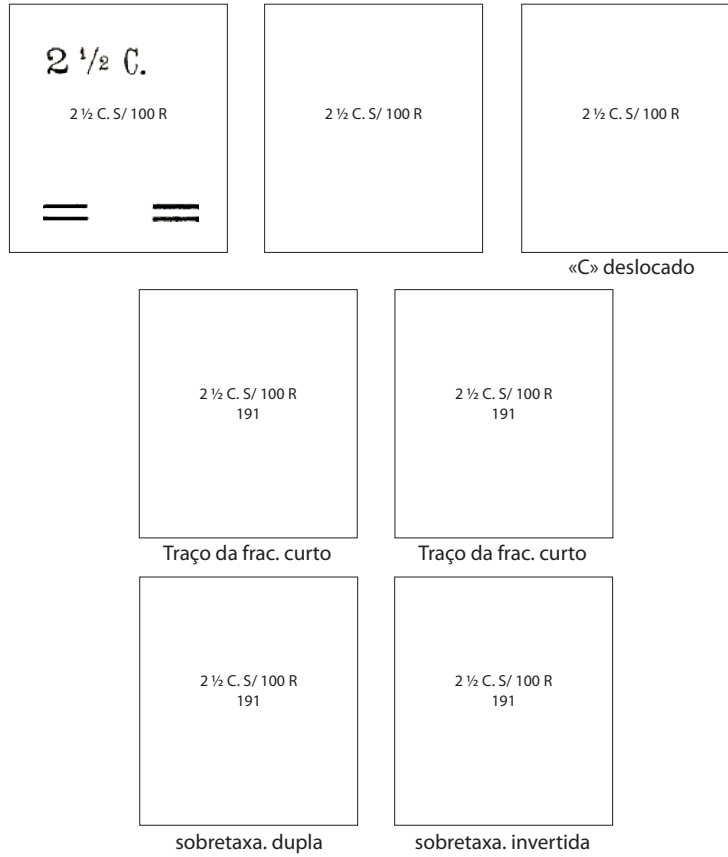 2 ½ C.
2 ½ C. S/ 100 R
2 ½ C. S/ 100 R
2 ½ C. S/ 100 R
«C» deslocado
2 ½ C. S/ 100 R
191
2 ½ C. S/ 100 R
191
Traço da frac. curto
Traço da frac. curto
2 ½ C. S/ 100 R
191
2 ½ C. S/ 100 R
191
sobretaxa. dupla
sobretaxa. invertida